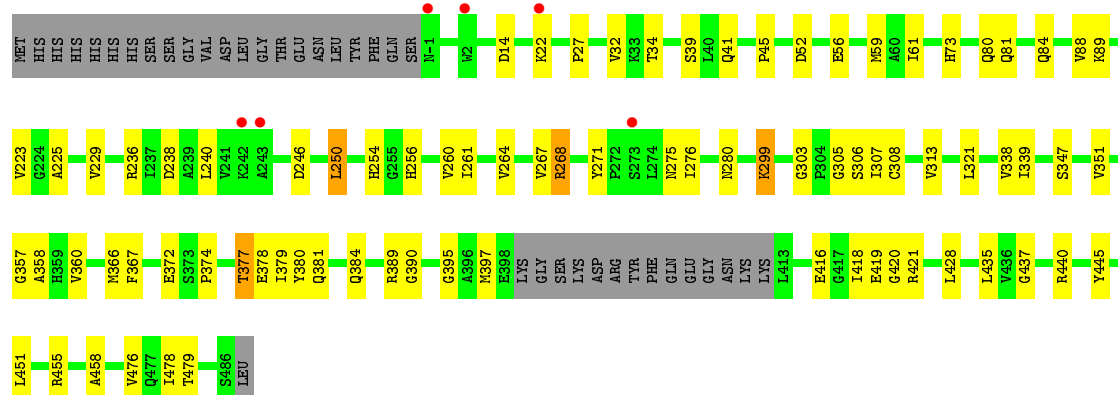 MET HIS HIS HIS HIS HIS HIS SER SER GLY VAL ASP LEU GLY THR GLU ASN LEU TYR PHE GLN SER N-1 W2 D14 K22 P27 V32 K33 T34 S39 L40 Q41 P45 D52 E56 M59 A60 I61 H73 Q80 Q81 Q84 V88 K89
V223 G224 A225 V229 R236 I237 D238 A239 L240 V241 K242 A243 D246 L250 H254 G255 H256 V260 I261 V264 V267 R268 Y271 P272 S273 L274 N275 I276 N280 K299 G303 P304 G305 S306 I307 C308 V313 L321 V338 I339 S347 V351
G357 A358 H359 V360 M366 F367 E372 S373 P374 T377 E378 I379 Y380 Q381 Q384 R389 G390 G395 A396 M397 E398 LYS GLY SER LYS ASP ARG TYR PHE GLN GLU GLY ASN LYS LYS L413 E416 G417 I418 E419 G420 R421 L428 L435 V436 G437 R440 Y445
L451 R455 A458 V476 Q477 I478 T479 S486 LEU